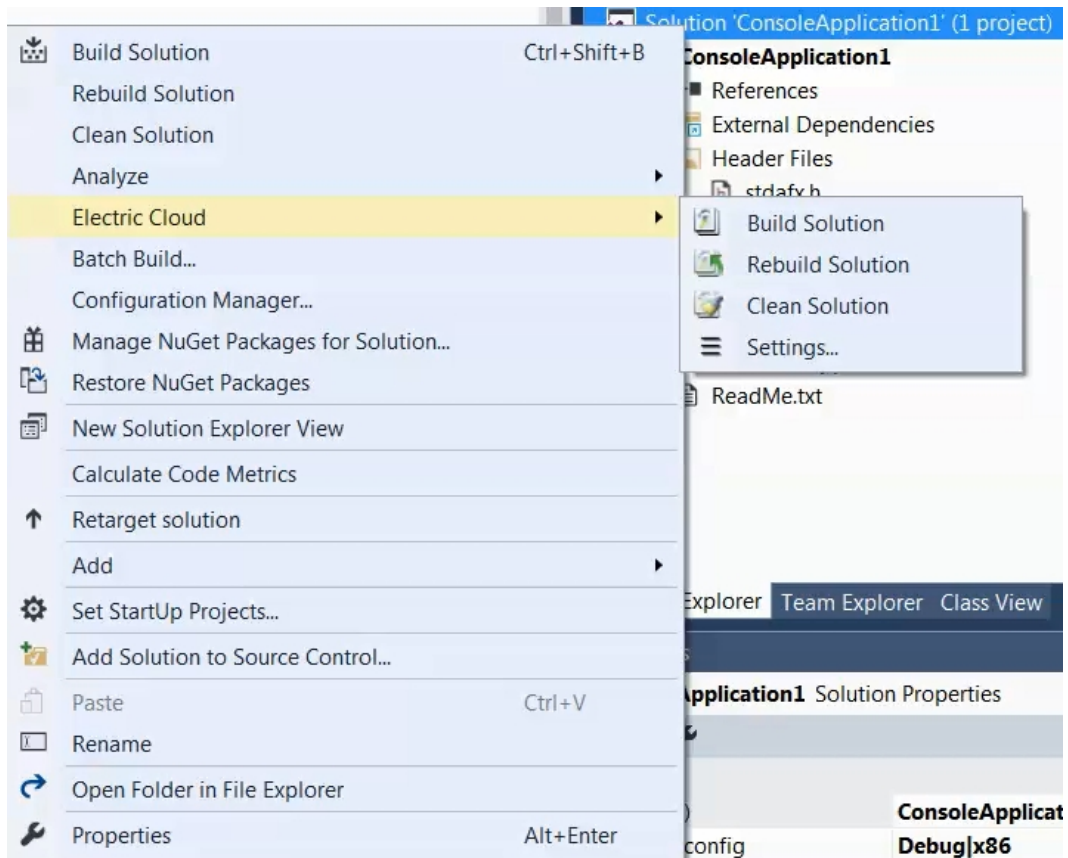 Solution 'ConsoleApplication1' (1 project)
Build Solution Ctrl+Shift+B
ConsoleApplication1
Rebuild Solution
References
Clean Solution
External Dependencies
Analyze
Header Files
stdafx.h
Electric Cloud
Build Solution
Rebuild Solution
Clean Solution
Settings...
Batch Build...
Configuration Manager...
Manage NuGet Packages for Solution...
Restore NuGet Packages
ReadMe.txt
New Solution Explorer View
Calculate Code Metrics
Retarget solution
Add
Explorer Team Explorer Class View
Set StartUp Projects...
Add Solution to Source Control...
Paste Ctrl+V
Application1 Solution Properties
Rename
Open Folder in File Explorer
ConsoleApplicat
Properties Alt+Enter
config Debug|x86